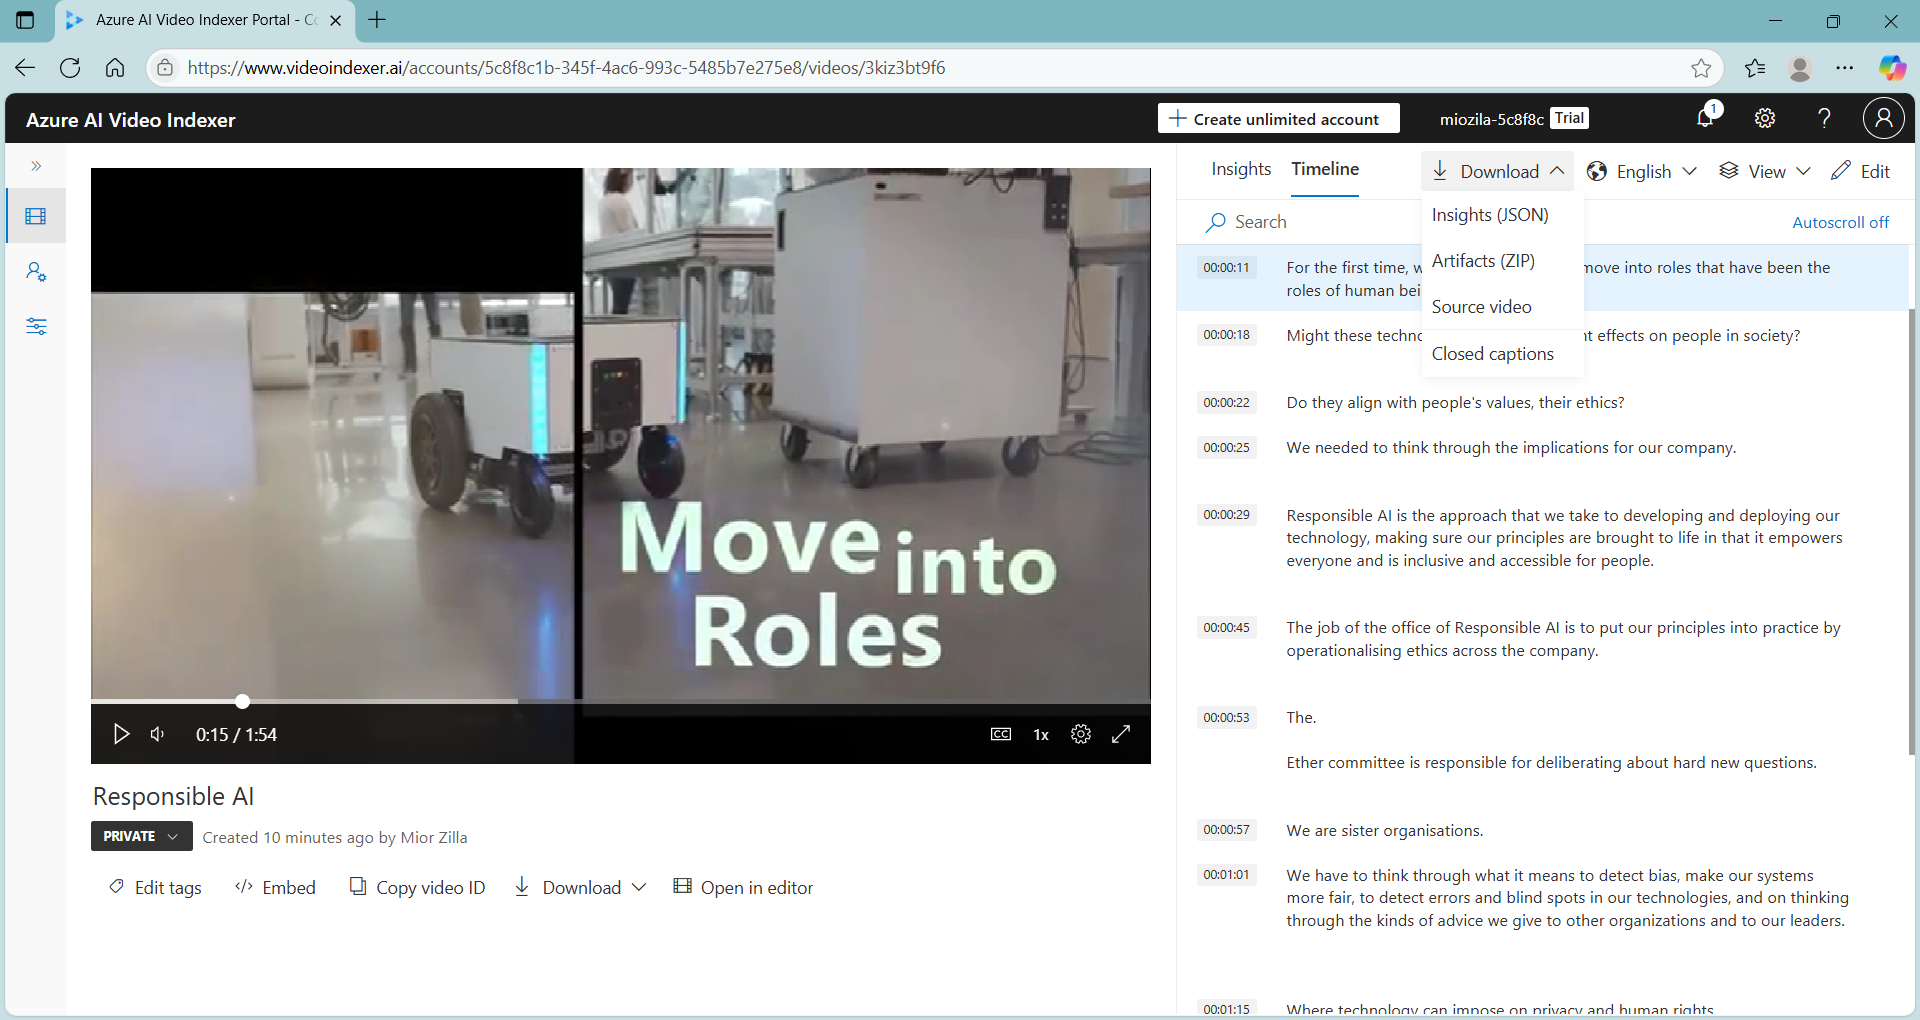 Azure AI Video Indexer Portal - Co
https://www.videoindexer.ai/accounts/5c8f8c1b-345f-4ac6-993c-5485b7e275e8/videos/3kiz3bt9f6
Azure AI Video Indexer
Create unlimited account
miozila-5c8f8c
Trial
1
Insights
Timeline
Download
English
View
Edit
Search
Autoscroll off
Insights (JSON)
Artifacts (ZIP)
Source video
Closed captions
00:00:11
For the first time, w
move into roles that have been the
roles of human bei
00:00:18
Might these techno
nt effects on people in society?
00:00:22
Do they align with people's values, their ethics?
00:00:25
We needed to think through the implications for our company.
00:00:29
Responsible AI is the approach that we take to developing and deploying our
technology, making sure our principles are brought to life in that it empowers
everyone and is inclusive and accessible for people.
00:00:45
The job of the office of Responsible AI is to put our principles into practice by
operationalising ethics across the company.
00:00:53
The.
Ether committee is responsible for deliberating about hard new questions.
00:00:57
We are sister organisations.
00:01:01
We have to think through what it means to detect bias, make our systems
more fair, to detect errors and blind spots in our technologies, and on thinking
through the kinds of advice we give to other organizations and to our leaders.
00:01:15
Where technology can impose on privacy and human rights
Move into
Roles
0:15 / 1:54
CC
1x
Responsible AI
PRIVATE
Created 10 minutes ago by Mior Zilla
Edit tags
Embed
Copy video ID
Download
Open in editor